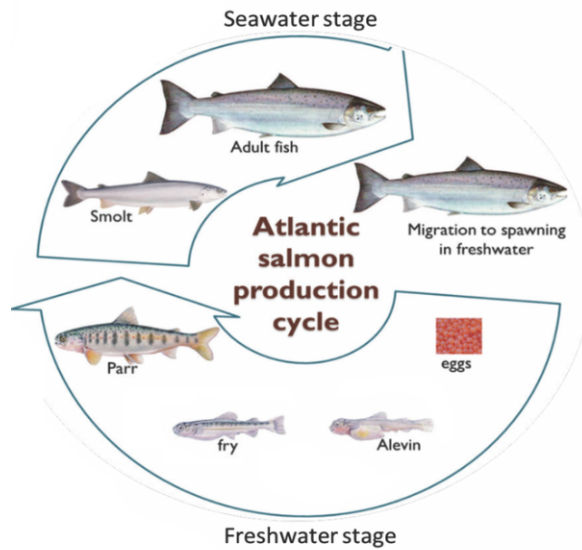 Seawater stage
Adult fish
Smolt
Migration to spawning
in freshwater
Atlantic
salmon
production
cycle
Parr
eggs
fry
Alevin
Freshwater stage